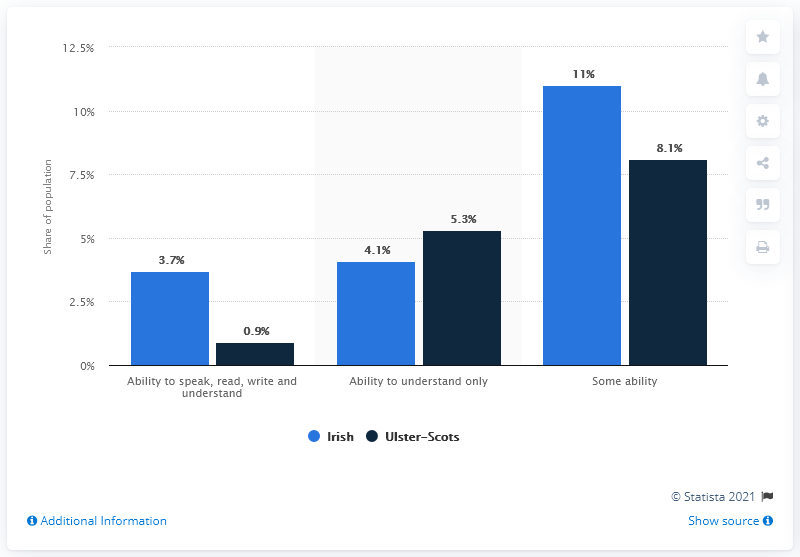 12.5%
10%
7.5%
5%
2.5%
0%
Share of population
11%
8.1%
5.3%
4.1%
3.7%
0.9%
Ability to speak, read, write and
understand
Ability to understand only
Some ability
Irish
Ulster-Scots
© Statista 2021
Additional Information
Show source